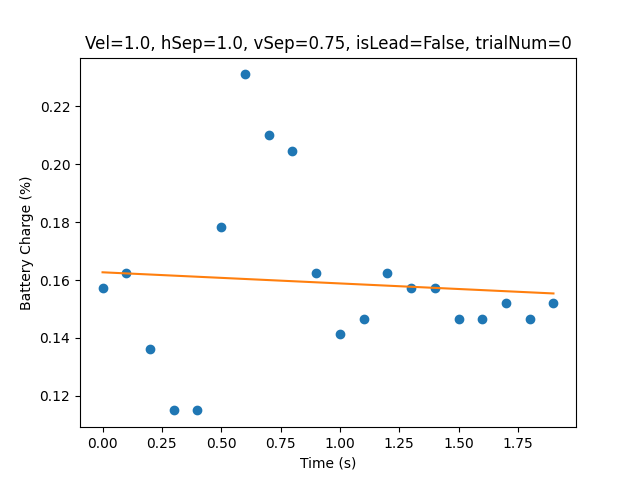 Vel=1.0, hSep=1.0, vSep=0.75, isLead=False, trialNum=0
Battery Charge (%)
0.22
0.20
0.18
0.16
0.14
0.12
0.00 0.25 0.50 0.75 1.00 1.25 1.50 1.75
Time (s)